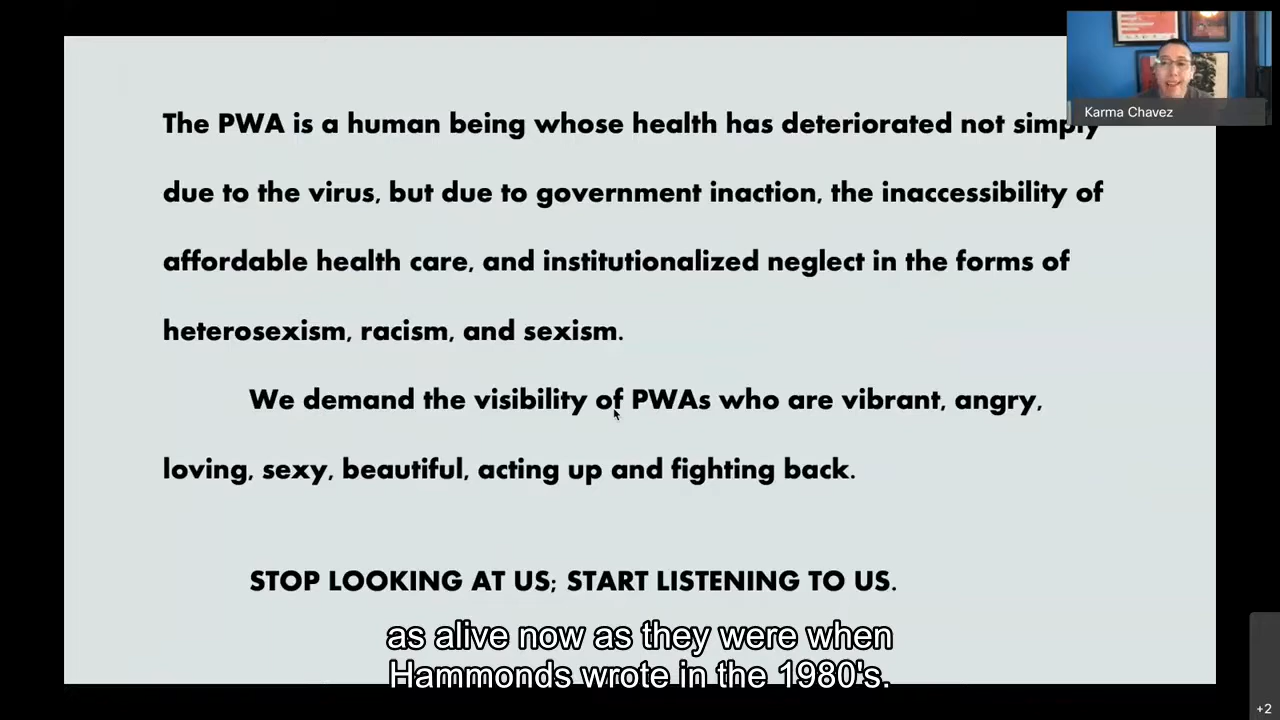 Karma Chavez
The PWA is a human being whose health has deteriorated not simply
due to the virus, but due to government inaction, the inaccessibility of
affordable health care, and institutionalized neglect in the forms of
heterosexism, racism, and sexism.
We demand the visibility of PWAs who are vibrant, angry,
loving, sexy, beautiful, acting up and fighting back.
STOP LOOKING AT US; START LISTENING TO US.
as alive now as they were when
Hammonds wrote in the 1980's.
+2